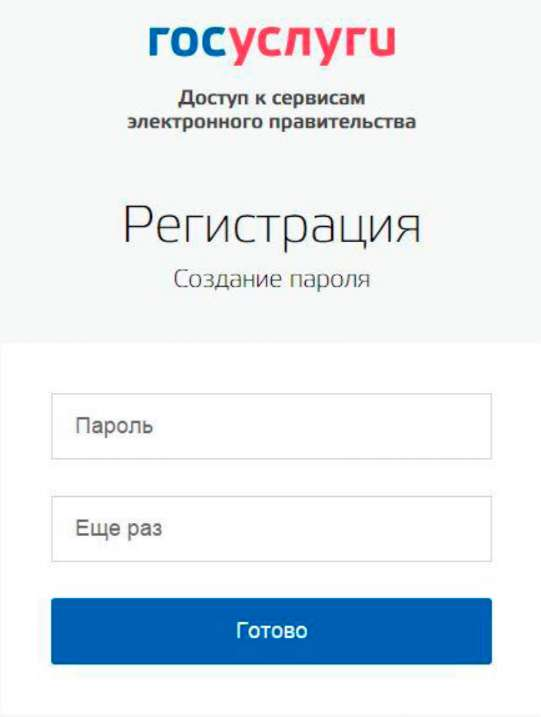 госуслуги
Доступ к сервисам
электронного правительства
Регистрация
Создание пароля
Пароль
Еще раз
Готово